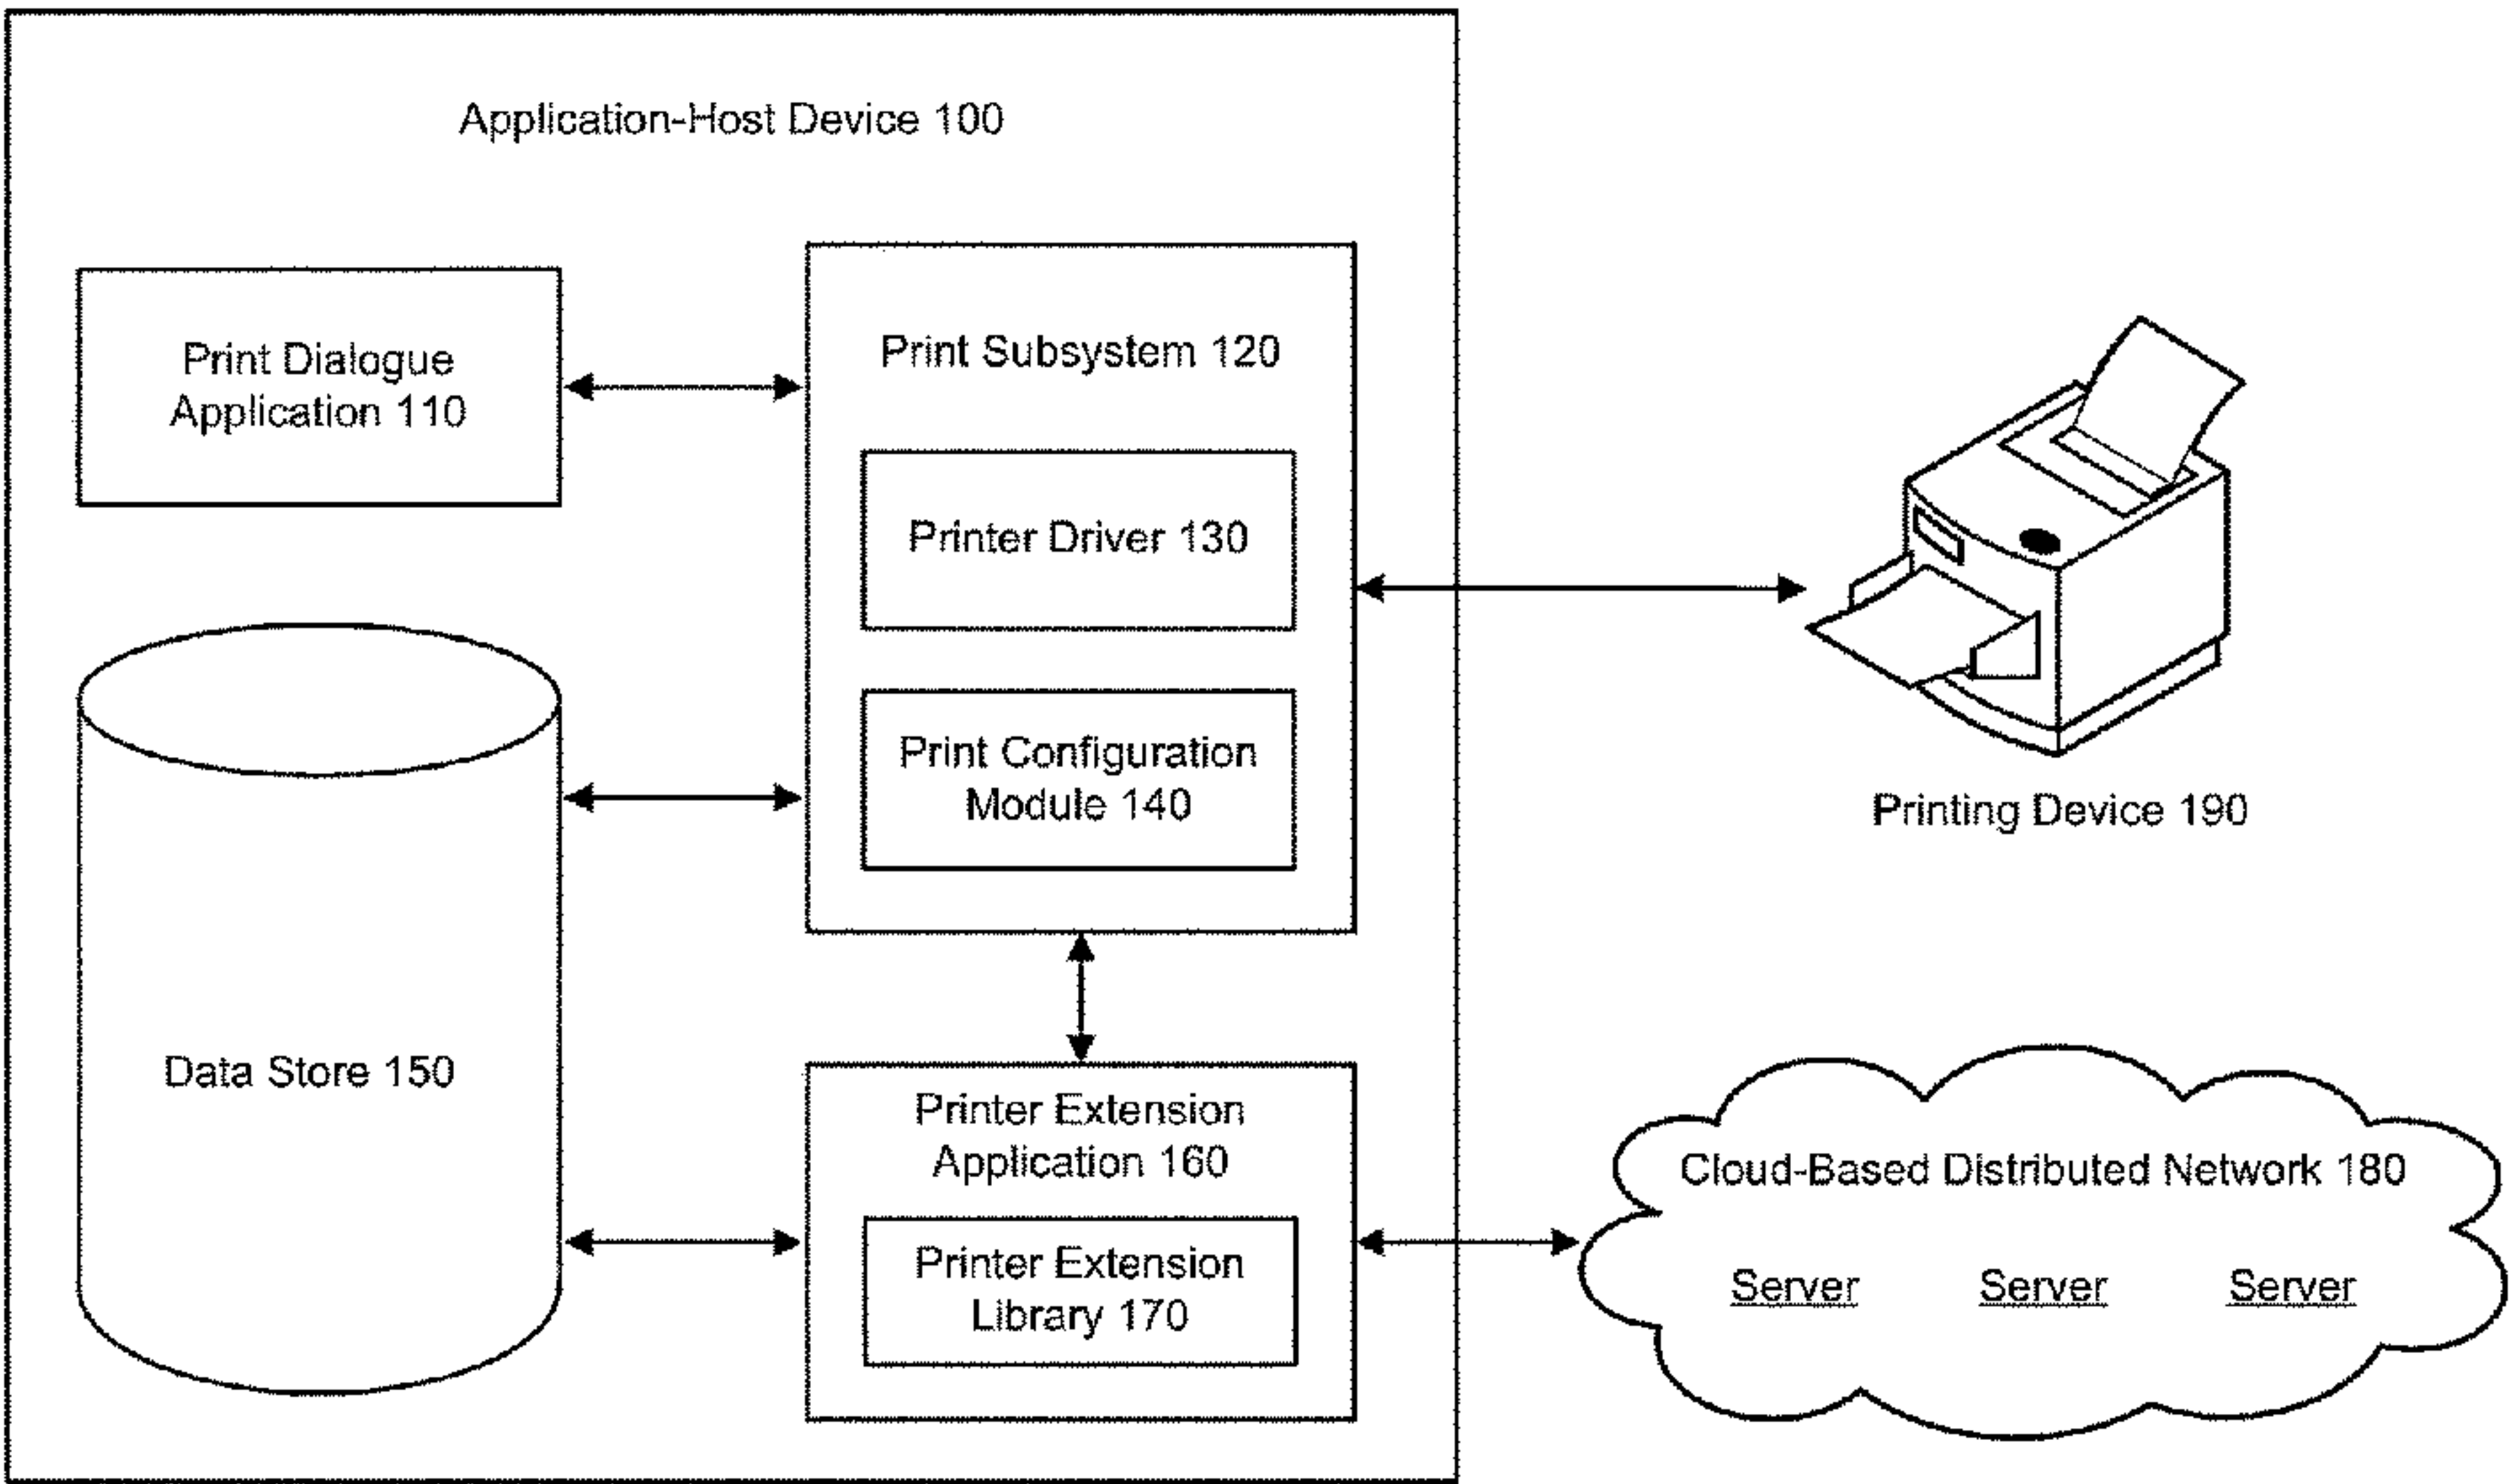 Application-Host Device 100
Print Dialogue
Application 110
Print Subsystem 120
Printer Driver 130
Print Configuration
Module 140
Printing Device 190
Data Store 150
Printer Extension
Application 160
Printer Extension
Library 170
Cloud-Based Distributed Network 180
Server Server Server